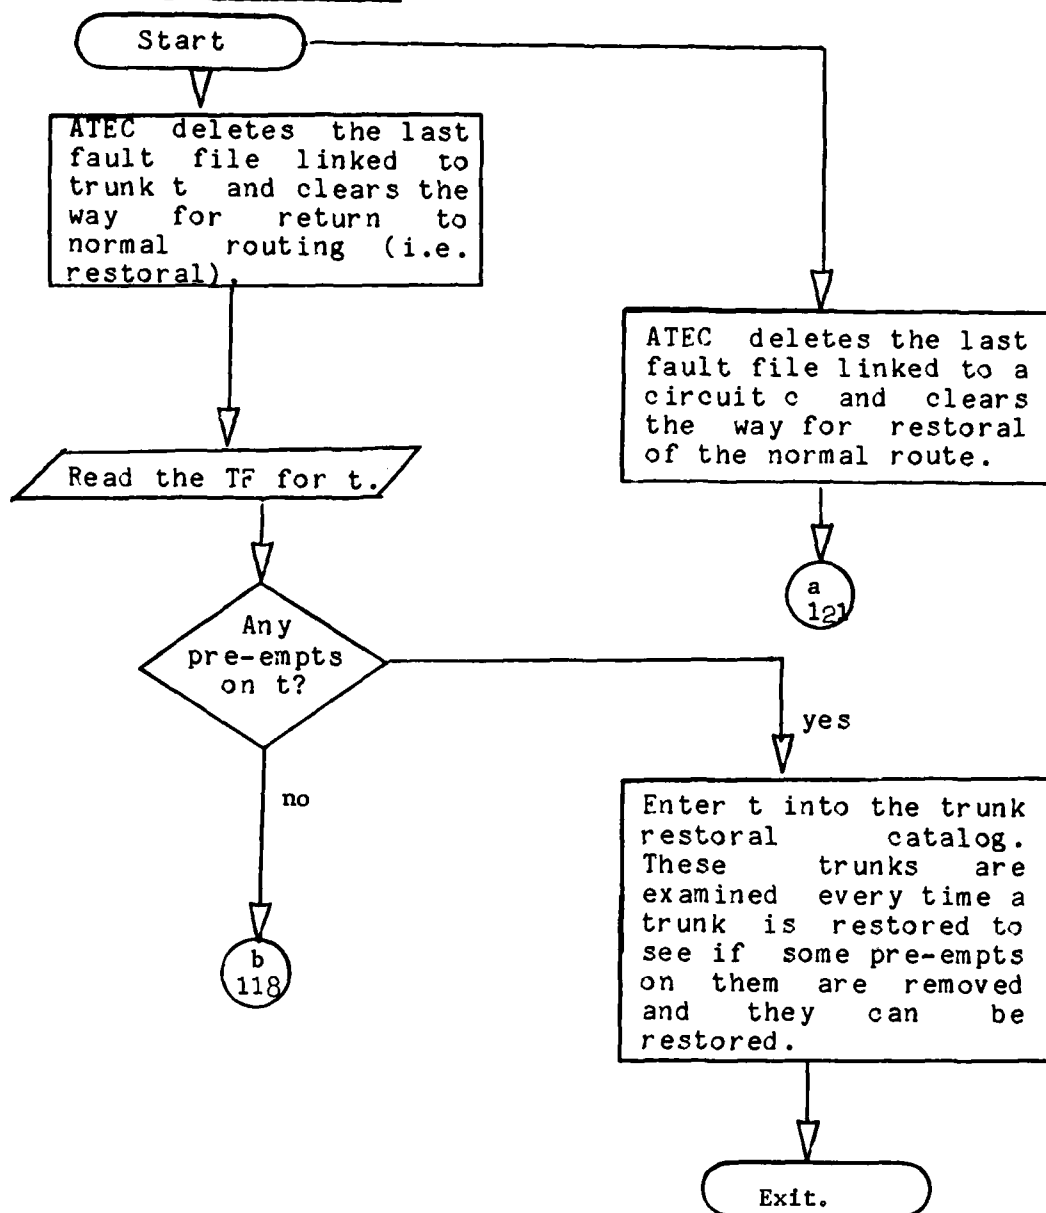 Start
ATEC deletes the last
fault file linked to
trunk t and clears the
way for return to
normal routing (i.e.
restoral).
ATEC deletes the last
fault file linked to a
circuit c and clears
the way for restoral
of the normal route.
Read the TF for t.
a
121
Any
pre-empts
on t?
yes
no
Enter t into the trunk
restoral catalog.
These trunks are
examined every time a
trunk is restored to
see if some pre-empts
on them are removed
and they can be
restored.
b
118
Exit.